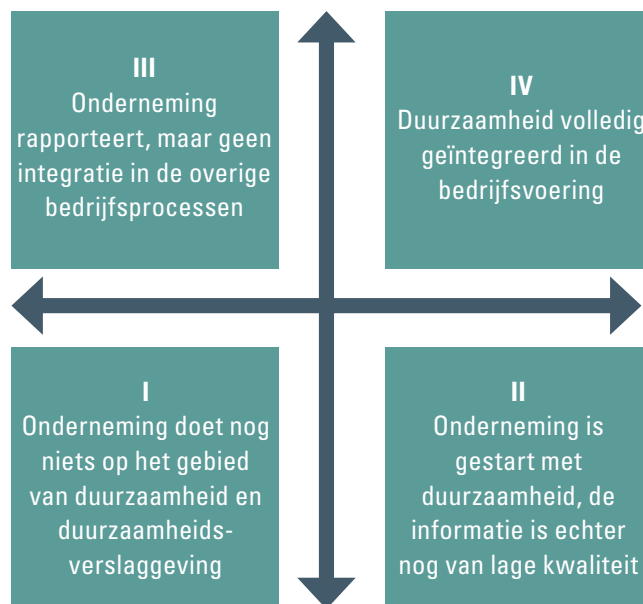 III
Onderneming
rapporteert, maar geen
integratie in de overige
bedrijfsprocessen
IV
Duurzaamheid volledig
geïntegreerd in de
bedrijfsvoering
I
Onderneming doet nog
niets op het gebied
van duurzaamheid en
duurzaamheids-
verslaggeving
II
Onderneming is
gestart met
duurzaamheid, de
informatie is echter
nog van lage kwaliteit